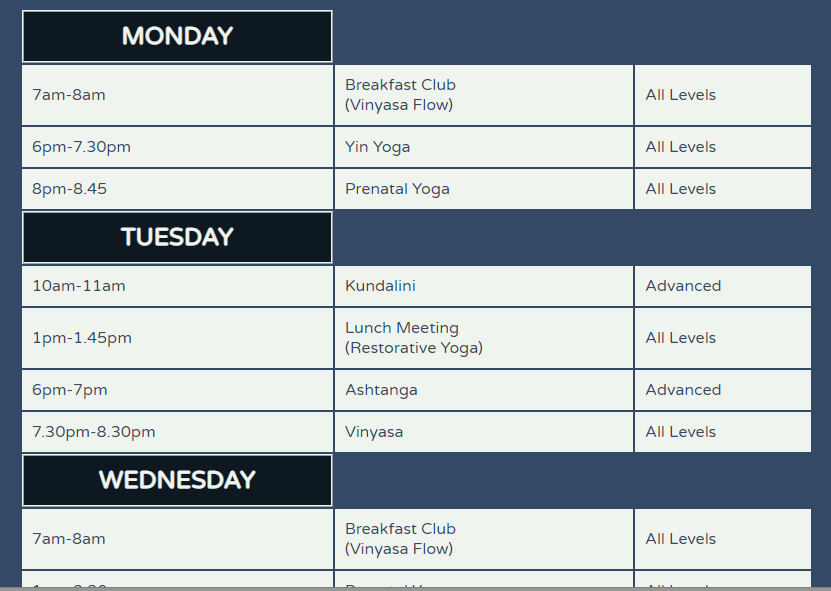 MONDAY
7am-8am
Breakfast Club
(Vinyasa Flow)
All Levels
6pm-7.30pm
Yin Yoga
All Levels
8pm-8.45
Prenatal Yoga
All Levels
TUESDAY
10am-11am
Kundalini
Advanced
1pm-1.45pm
Lunch Meeting
(Restorative Yoga)
All Levels
6pm-7pm
Ashtanga
Advanced
7.30pm-8.30pm
Vinyasa
All Levels
WEDNESDAY
7am-8am
Breakfast Club
(Vinyasa Flow)
All Levels